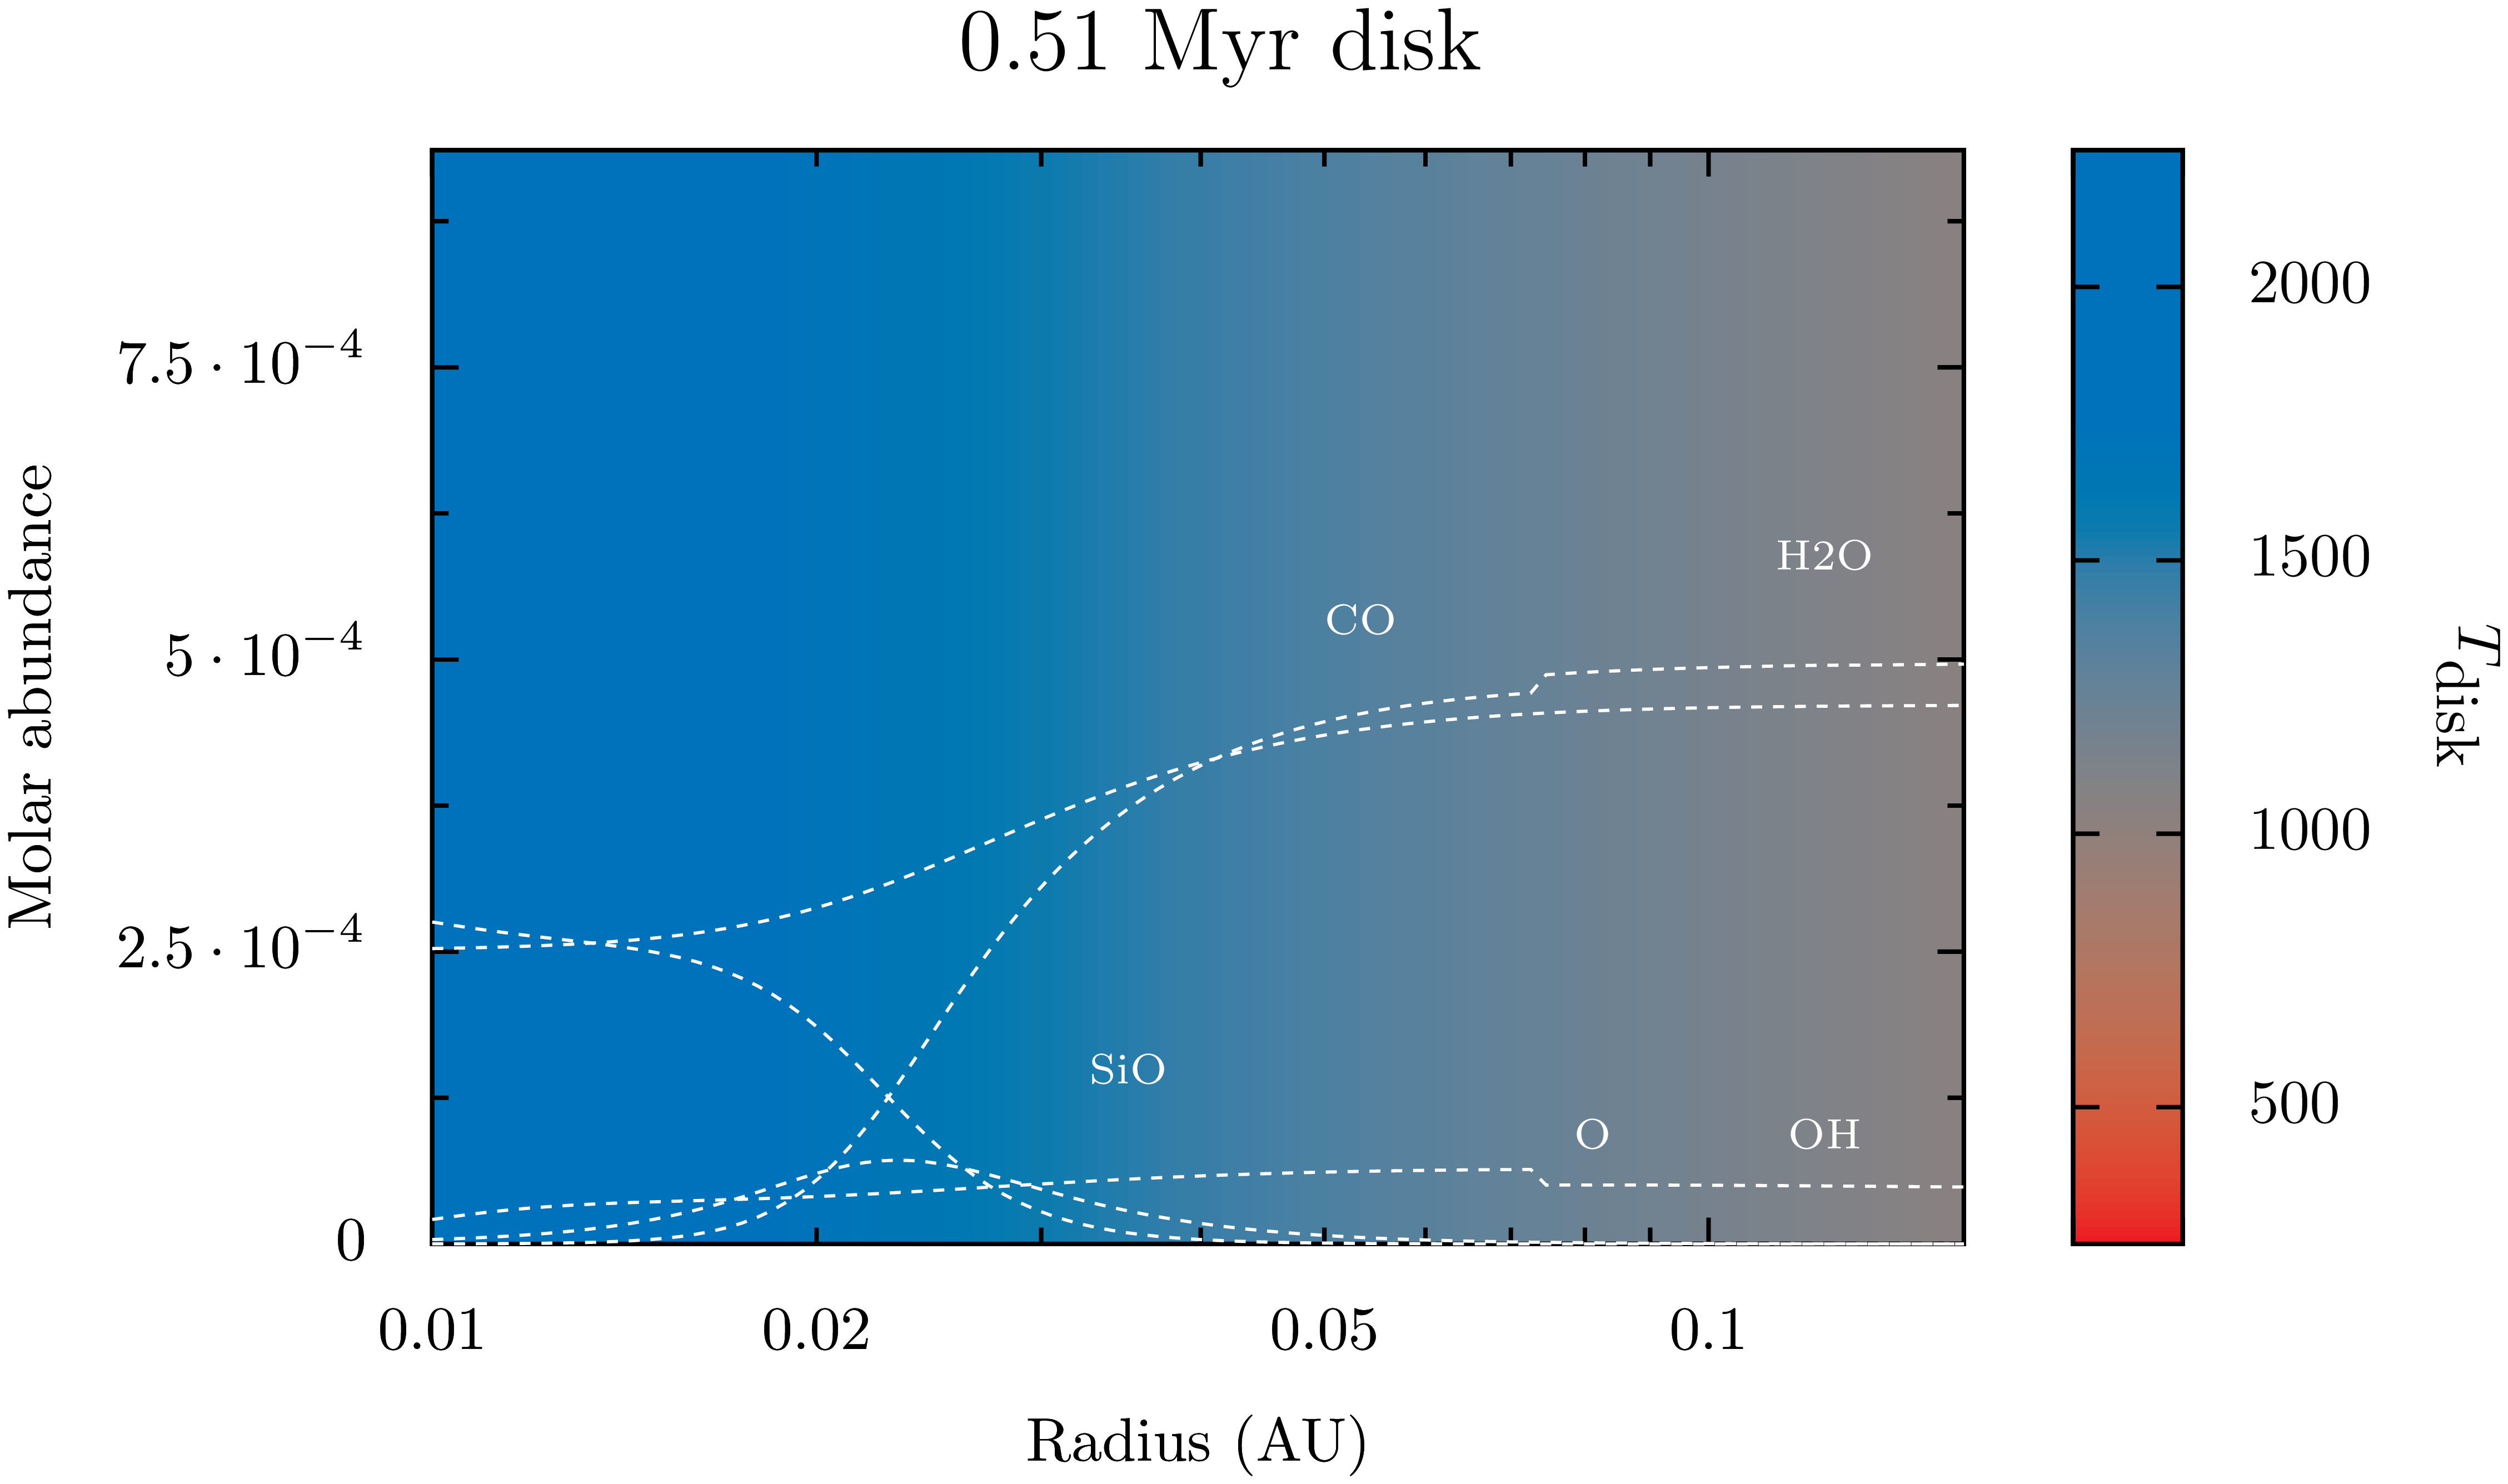 0.51 Myr disk
Molar abundance
7.5 · 10⁻⁴
5 · 10⁻⁴
2.5 · 10⁻⁴
0
H2O
CO
SiO
O
OH
0.01
0.02
0.05
0.1
Radius (AU)
2000
1500
1000
500
T_disk